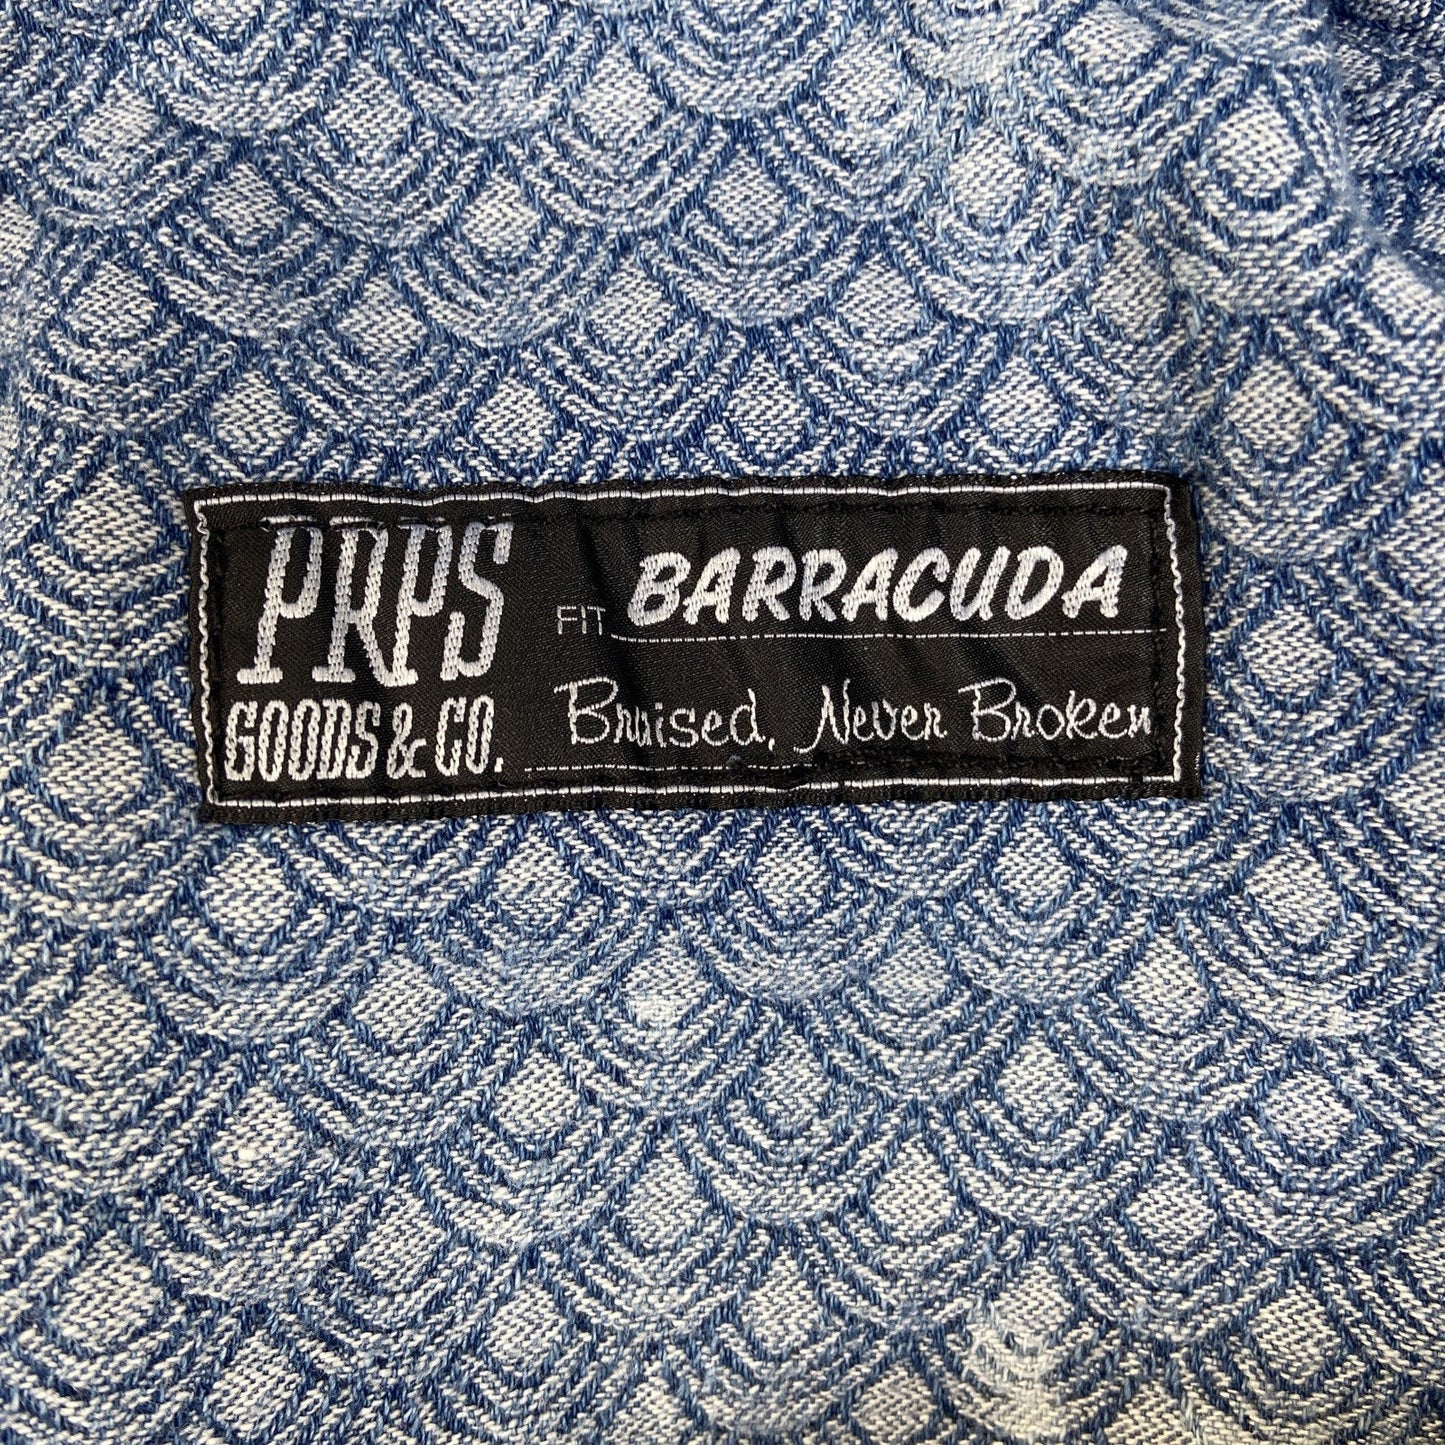 PRPS
GOODS & CO.
FIT BARRACUDA
Bruised, Never Broken